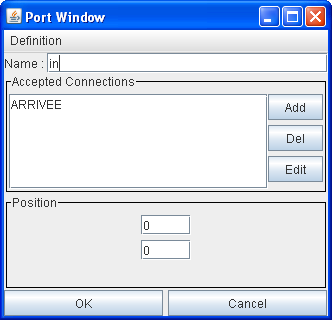 Port Window
Definition
Name : in
Accepted Connections
ARRIVEE
Add
Del
Edit
Position
0
0
OK
Cancel